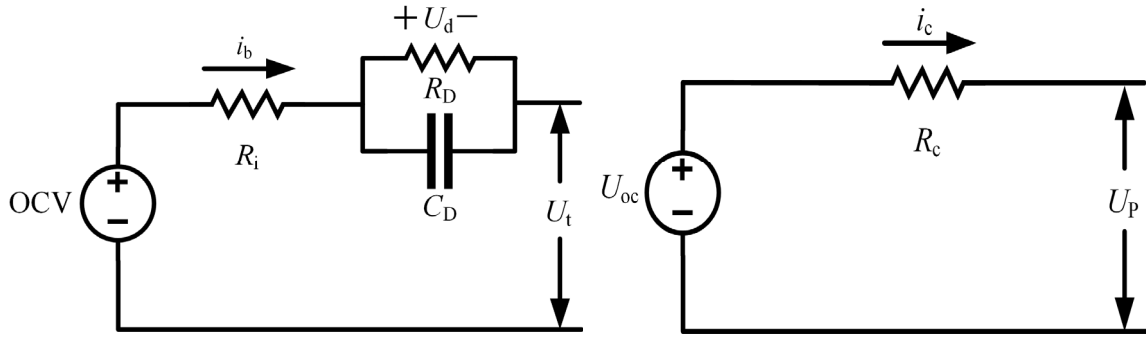 + U_d −
i_b
R_D
R_i
C_D
OCV
+
−
U_t
i_c
R_c
U_oc
+
−
U_P